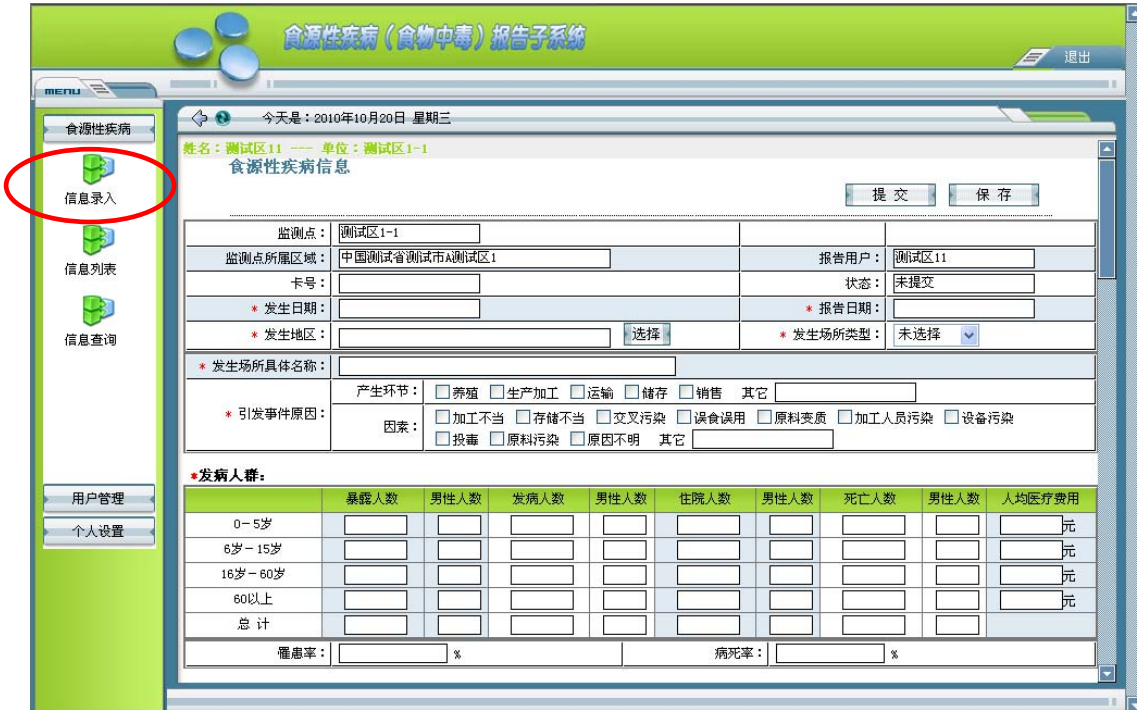 食源性疾病（食物中毒）报告子系统
退出
MENU
食源性疾病
今天是：2010年10月20日 星期三
姓名：测试区11 --- 单位：测试区1-1
食源性疾病信息
信息录入
提 交 保 存
监测点： 测试区1-1
信息列表
监测点所属区域： 中国测试省测试市A测试区1 报告用户： 测试区11
卡号： 状态： 未提交
* 发生日期： * 报告日期：
信息查询
* 发生地区： 选择 * 发生场所类型： 未选择
* 发生场所具体名称：
* 引发事件原因： 产生环节： 养殖 生产加工 运输 储存 销售 其它
因素： 加工不当 存储不当 交叉污染 误食误用 原料变质 加工人员污染 设备污染
投毒 原料污染 原因不明 其它
*发病人群：
用户管理
暴露人数 男性人数 发病人数 男性人数 住院人数 男性人数 死亡人数 男性人数 人均医疗费用
个人设置
0－5岁 元
6岁－15岁 元
16岁－60岁 元
60以上 元
总 计
罹患率： % 病死率： %